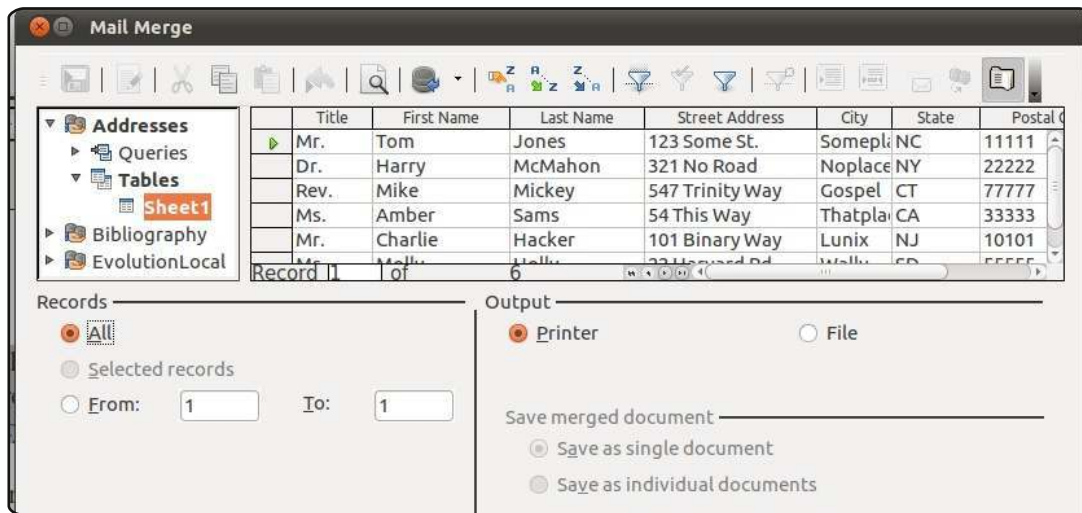 Mail Merge
Addresses
Queries
Tables
Sheet1
Bibliography
EvolutionLocal
Title First Name Last Name Street Address City State Postal
Mr. Tom Jones 123 Some St. Somepla NC 11111
Dr. Harry McMahon 321 No Road Noplace NY 22222
Rev. Mike Mickey 547 Trinity Way Gospel CT 77777
Ms. Amber Sams 54 This Way Thatpla CA 33333
Mr. Charlie Hacker 101 Binary Way Lunix NJ 10101
Record 1 of 6
Records
All
Selected records
From: 1 To: 1
Output
Printer File
Save merged document
Save as single document
Save as individual documents